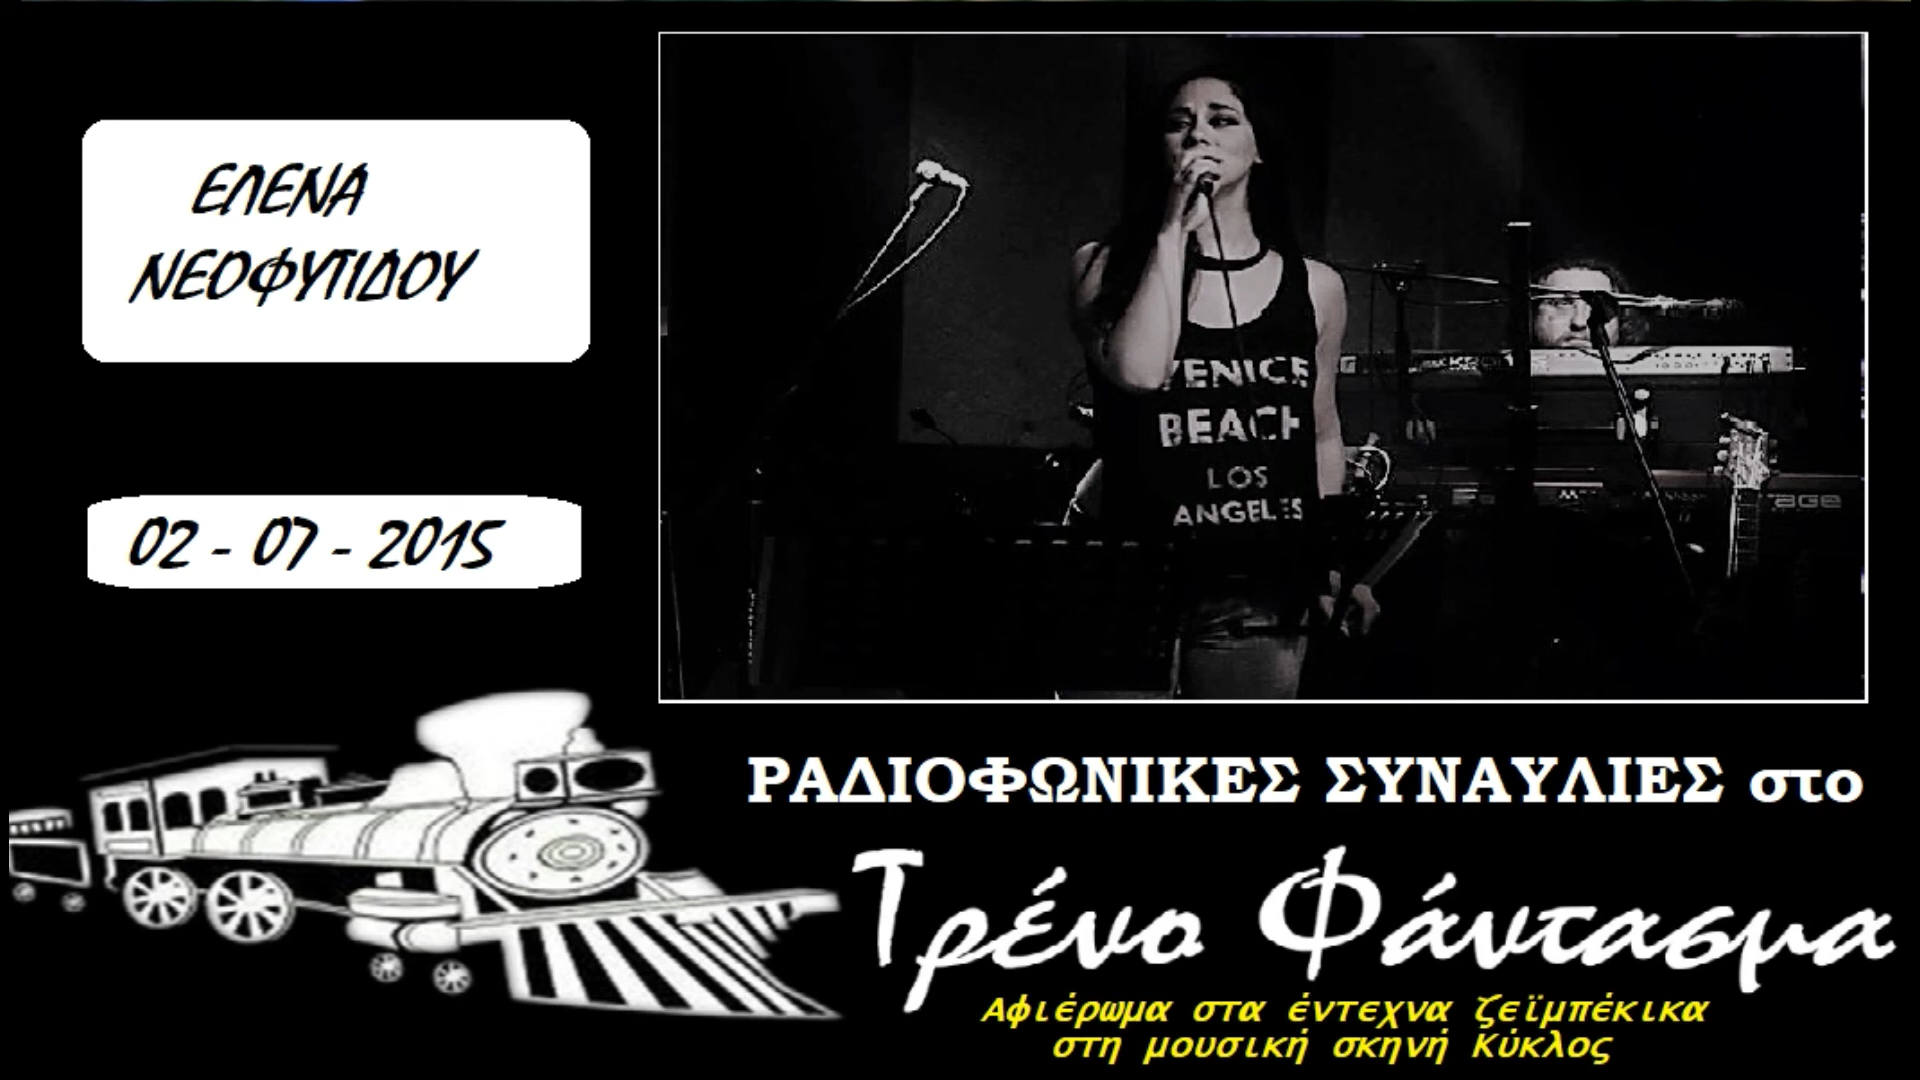 ΕΛΕΝΑ
ΝΕΟΦΥΤΙΔΟΥ
02 - 07 - 2015
VENICE
BEACH
LOS
ANGELES
ΡΑΔΙΟΦΩΝΙΚΕΣ ΣΥΝΑΥΛΙΕΣ στο
Τρένο Φάντασμα
Αφιέρωμα στα έντεχνα ζεϊμπέκικα
στη μουσική σκηνή Κύκλος